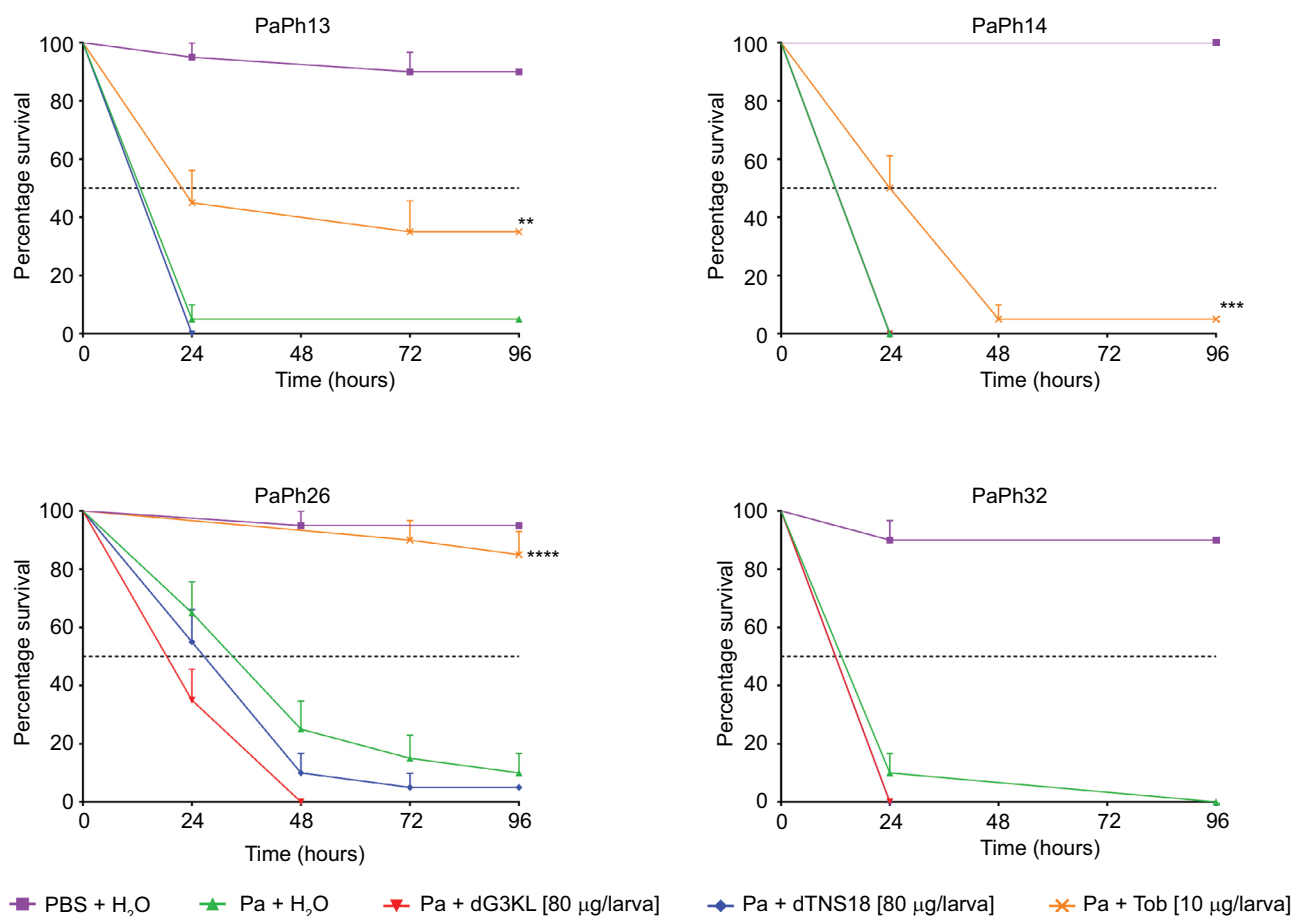 PaPh13
100
80
60
40
20
0
Percentage survival
0 24 48 72 96
Time (hours)
**
PaPh14
100
80
60
40
20
0
Percentage survival
0 24 48 72 96
Time (hours)
***
PaPh26
100
80
60
40
20
0
Percentage survival
0 24 48 72 96
Time (hours)
****
PaPh32
100
80
60
40
20
0
Percentage survival
0 24 48 72 96
Time (hours)
PBS + H₂O Pa + H₂O Pa + dG3KL [80 μg/larva] Pa + dTNS18 [80 μg/larva] Pa + Tob [10 μg/larva]